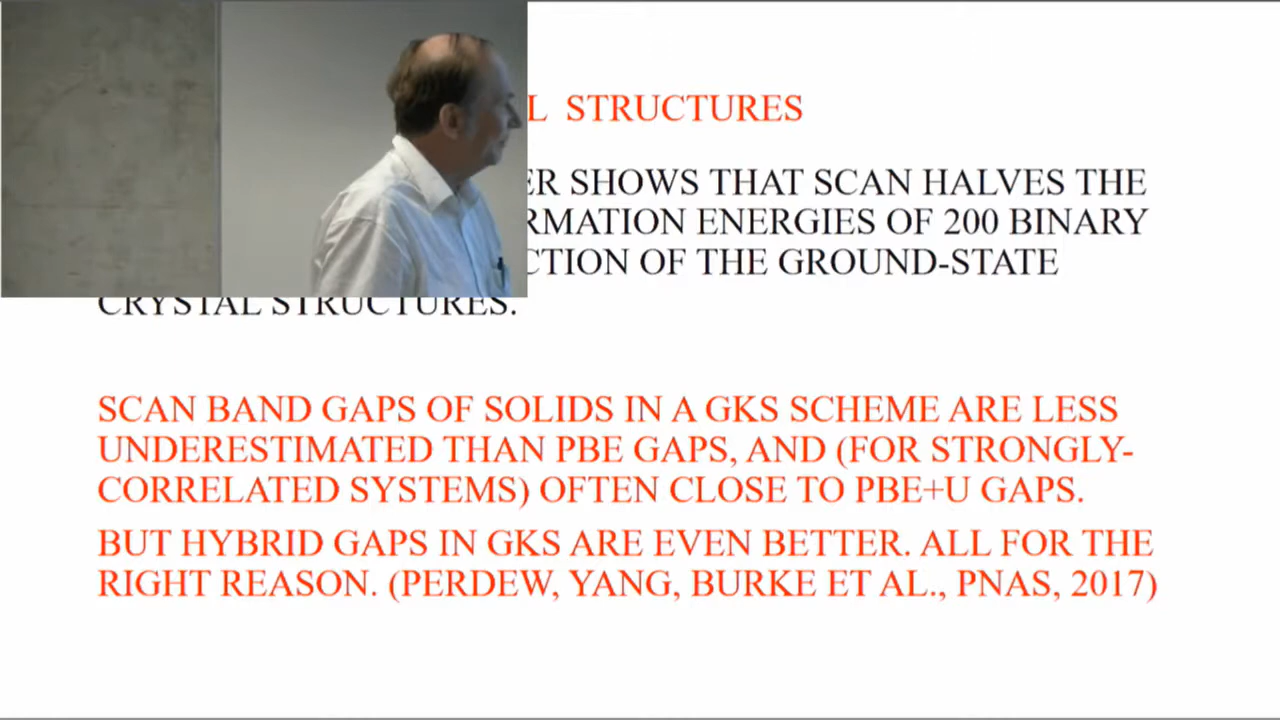 L STRUCTURES
ER SHOWS THAT SCAN HALVES THE
RMATION ENERGIES OF 200 BINARY
CTION OF THE GROUND-STATE
CRYSTAL STRUCTURES.
SCAN BAND GAPS OF SOLIDS IN A GKS SCHEME ARE LESS
UNDERESTIMATED THAN PBE GAPS, AND (FOR STRONGLY-
CORRELATED SYSTEMS) OFTEN CLOSE TO PBE+U GAPS.
BUT HYBRID GAPS IN GKS ARE EVEN BETTER. ALL FOR THE
RIGHT REASON. (PERDEW, YANG, BURKE ET AL., PNAS, 2017)